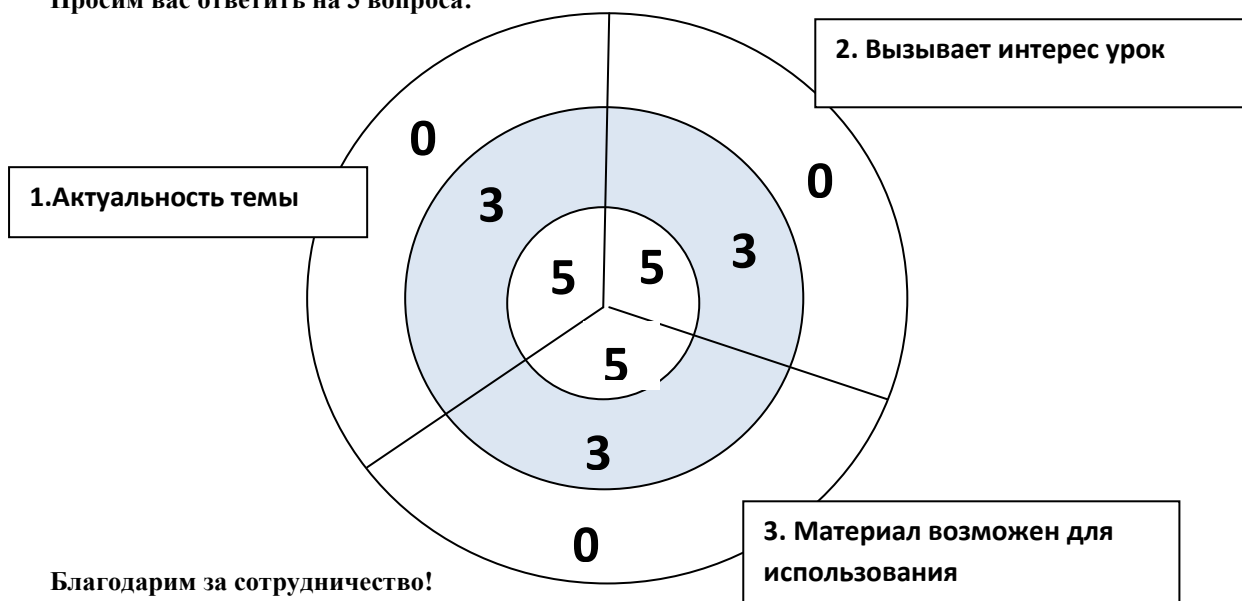 Просим вас ответить на 3 вопроса:
2. Вызывает интерес урок
0
0
1.Актуальность темы
3
3
5
5
5
3
0
3. Материал возможен для
использования
Благодарим за сотрудничество!